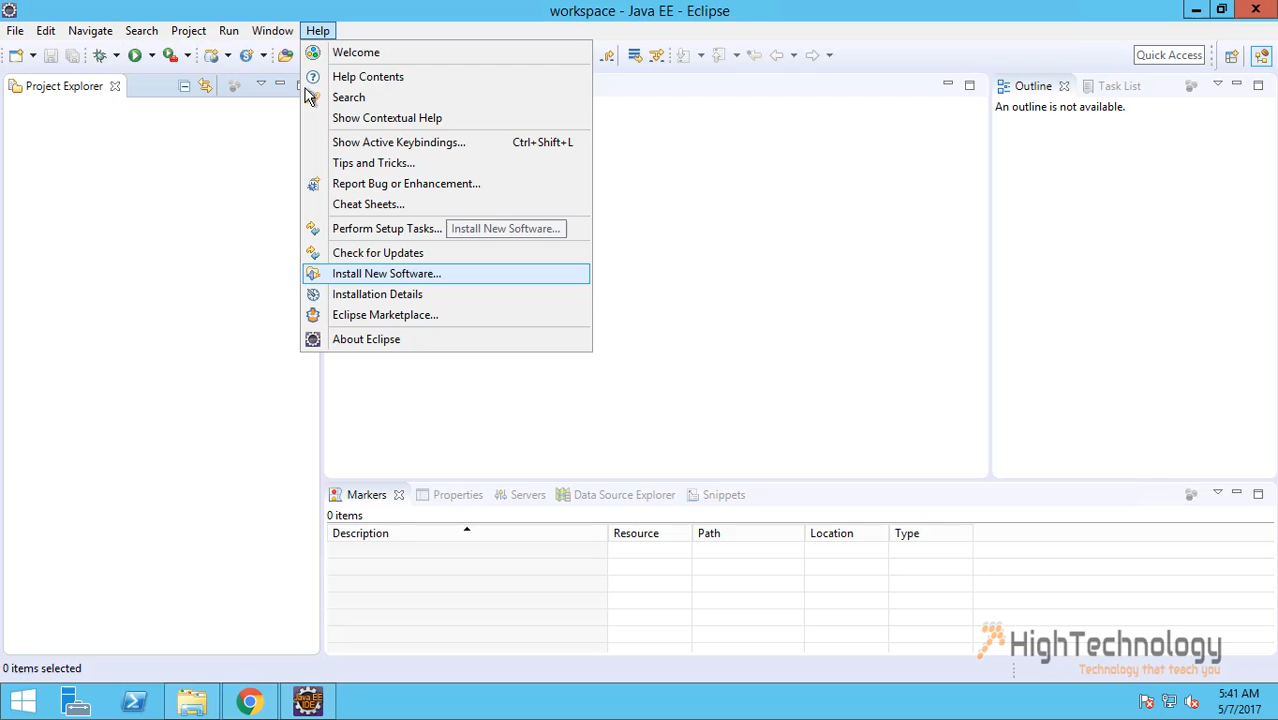 workspace - Java EE - Eclipse
File Edit Navigate Search Project Run Window Help
Quick Access
Project Explorer
Welcome
Help Contents
Search
Show Contextual Help
Show Active Keybindings... Ctrl+Shift+L
Tips and Tricks...
Report Bug or Enhancement...
Cheat Sheets...
Perform Setup Tasks... Install New Software...
Check for Updates
Install New Software...
Installation Details
Eclipse Marketplace...
About Eclipse
Outline Task List
An outline is not available.
Markers Properties Servers Data Source Explorer Snippets
0 items
Description Resource Path Location Type
HighTechnology
Technology that teach you
0 items selected
Java EE
IDE
5:41 AM
5/7/2017